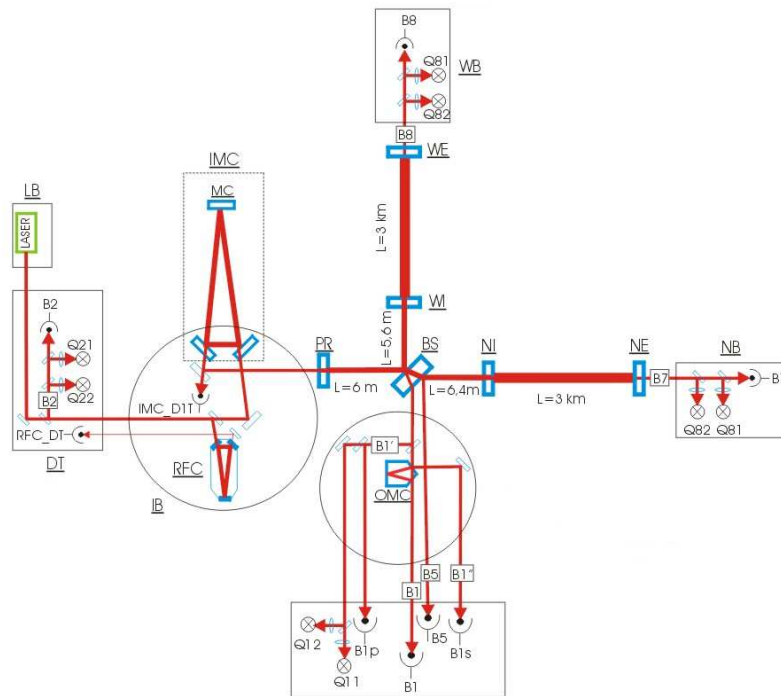 B8
Q81
WB
Q82
B8
IMC
WE
MC
LB
LASER
L=3 km
B2
WI
Q21
PR
L=5,6 m
BS
NI
NE
NB
Q22
B2
B7
B
IMC_D1T
L=6 m
L=6,4m
L=3 km
RFC_DT
Q82
Q81
B1´
DT
RFC
OMC
IB
B5
B1˝
B1
Q12
B1p
B5
B1s
Q11
B1